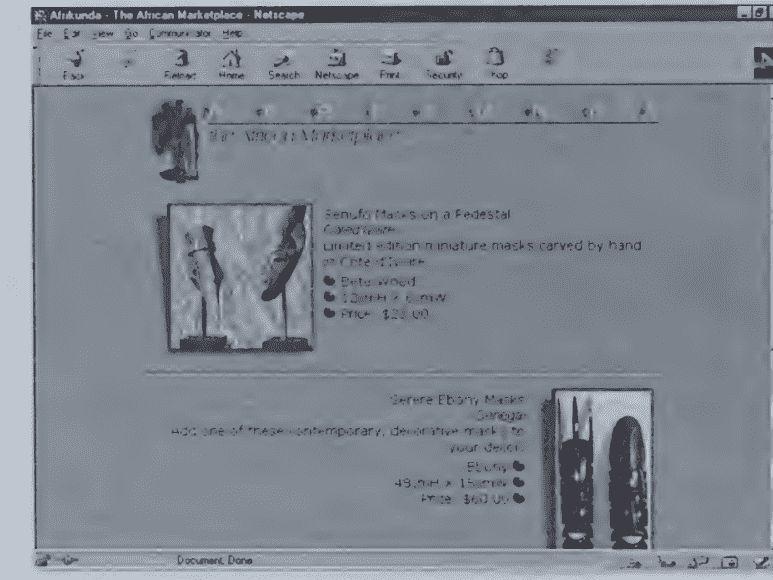 Afrikunda - The African Marketplace - Netscape
File Edit View Go Communicator Help
Back Reload Home Search Netscape Print Security Stop
the African Marketplace
Senufo Masks on a Pedestal
Cote d'Ivoire
Limited edition miniature masks carved by hand
in Cote d'Ivoire
Wood
Price: $
Serere Ebony Masks
Senegal
Add one of these contemporary, decorative masks to
your decor.
Ebony
Price: $60.00
Document Done